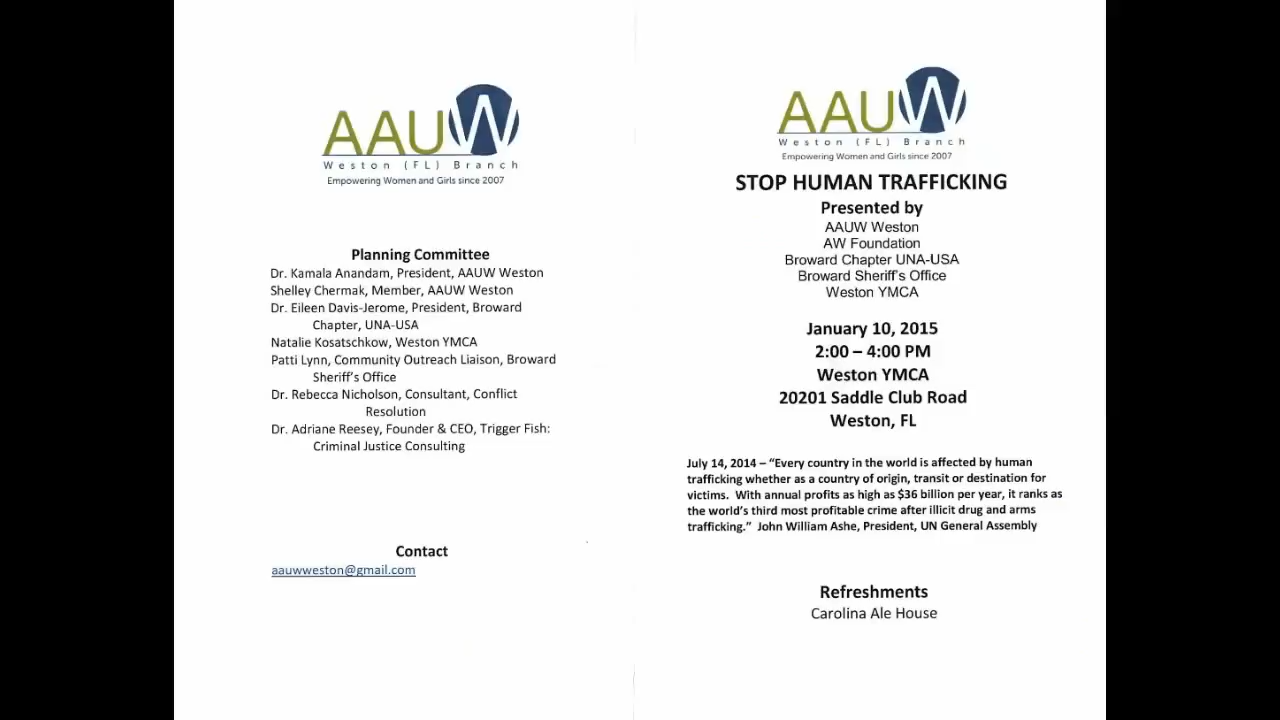 AAUW
Weston (FL) Branch
Empowering Women and Girls since 2007
Planning Committee
Dr. Kamala Anandam, President, AAUW Weston
Shelley Chermak, Member, AAUW Weston
Dr. Eileen Davis-Jerome, President, Broward
Chapter, UNA-USA
Natalie Kosatschkow, Weston YMCA
Patti Lynn, Community Outreach Liaison, Broward
Sheriff's Office
Dr. Rebecca Nicholson, Consultant, Conflict
Resolution
Dr. Adriane Reesey, Founder & CEO, Trigger Fish:
Criminal Justice Consulting
Contact
aauwweston@gmail.com
AAUW
Weston (FL) Branch
Empowering Women and Girls since 2007
STOP HUMAN TRAFFICKING
Presented by
AAUW Weston
AW Foundation
Broward Chapter UNA-USA
Broward Sheriff's Office
Weston YMCA
January 10, 2015
2:00 – 4:00 PM
Weston YMCA
20201 Saddle Club Road
Weston, FL
July 14, 2014 – "Every country in the world is affected by human
trafficking whether as a country of origin, transit or destination for
victims. With annual profits as high as $36 billion per year, it ranks as
the world's third most profitable crime after illicit drug and arms
trafficking." John William Ashe, President, UN General Assembly
Refreshments
Carolina Ale House